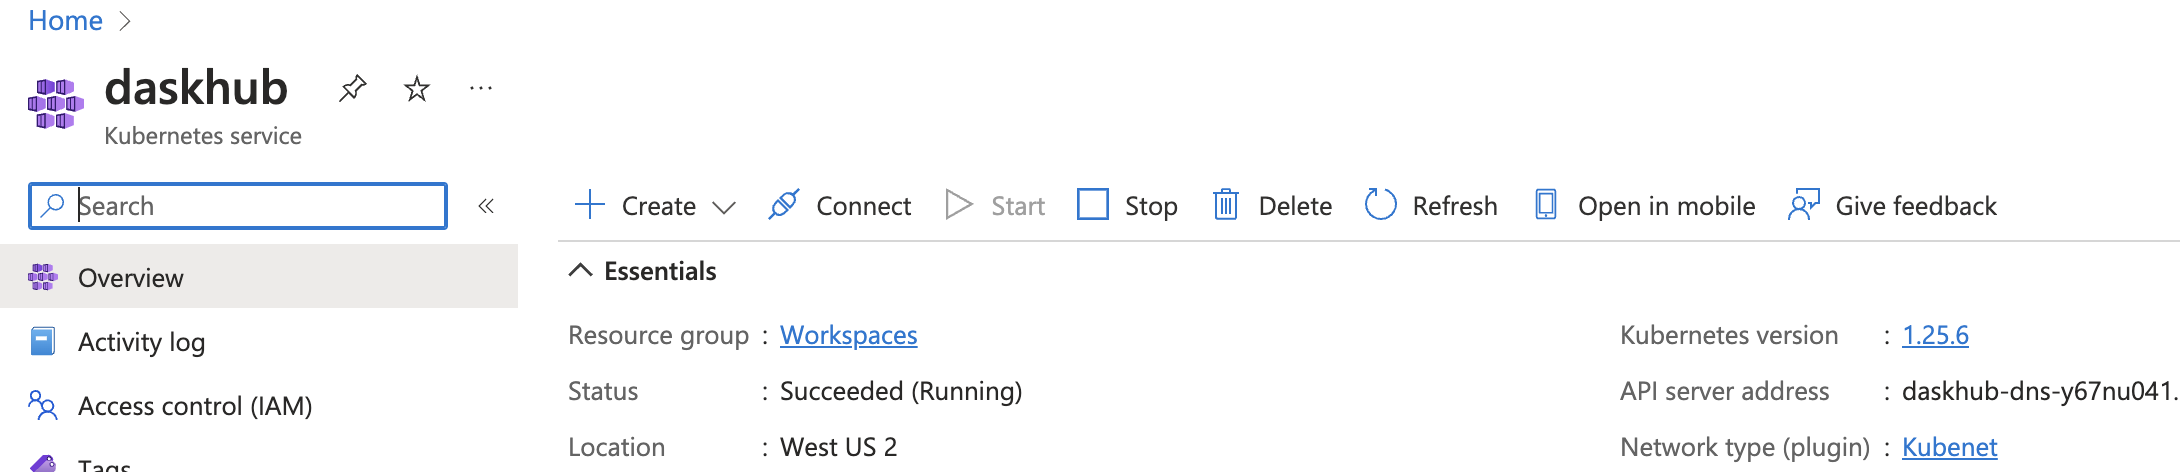 Home
daskhub
Kubernetes service
Search
Create Connect Start Stop Delete Refresh Open in mobile Give feedback
Overview
Activity log
Access control (IAM)
Tags
Essentials
Resource group : Workspaces
Status : Succeeded (Running)
Location : West US 2
Kubernetes version : 1.25.6
API server address : daskhub-dns-y67nu041.
Network type (plugin) : Kubenet